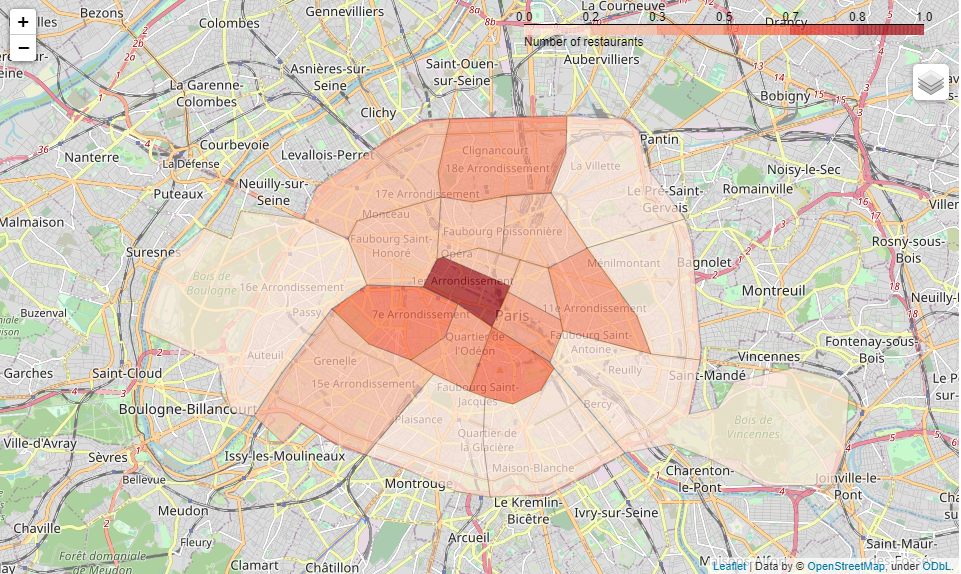 +
−
0.0 0.2 0.3 0.5 0.7 0.8 1.0
Number of restaurants
Bezons
Colombes
Gennevilliers
La Courneuve
Drancy
Saint-Ouen-
sur-Seine
Aubervilliers
Asnières-sur-
Seine
La Garenne-
Colombes
Bobigny
Clichy
Courbevoie
Levallois-Perret
Pantin
Nanterre
La Défense
Clignancourt
18e Arrondissement
La Villette
Noisy-le-Sec
Romainville
Puteaux
Neuilly-sur-
Seine
17e Arrondissement
Le Pré-Saint-
Gervais
Malmaison
Monceau
Faubourg Poissonnière
Faubourg Saint-
Honoré
Opéra
Rosny-sous-
Bois
Suresnes
Ménilmontant
Bagnolet
Bois de
Boulogne
16e Arrondissement
1er Arrondissement
Montreuil
Buzenval
Passy
7e Arrondissement
Paris
11e Arrondissement
Faubourg Saint-
Antoine
Quartier de
l'Odéon
Fontenay-sous-
Bois
Vincennes
Auteuil
Grenelle
Reuilly
Garches
Saint-Cloud
15e Arrondissement
Faubourg Saint-
Jacques
Saint-Mandé
Boulogne-Billancourt
Plaisance
Bercy
Bois de
Vincennes
Ville-d'Avray
Quartier de
la Glacière
Sèvres
Issy-les-Moulineaux
Maison-Blanche
Bellevue
Montrouge
Charenton-
le-Pont
Joinville-le-
Pont
Meudon
Le Kremlin-
Bicêtre
Ivry-sur-Seine
Chaville
Fleury
Arcueil
Saint-Maur-
Forêt domaniale
de Meudon
Clamart
Châtillon
Leaflet | Data by © OpenStreetMap, under ODbL.